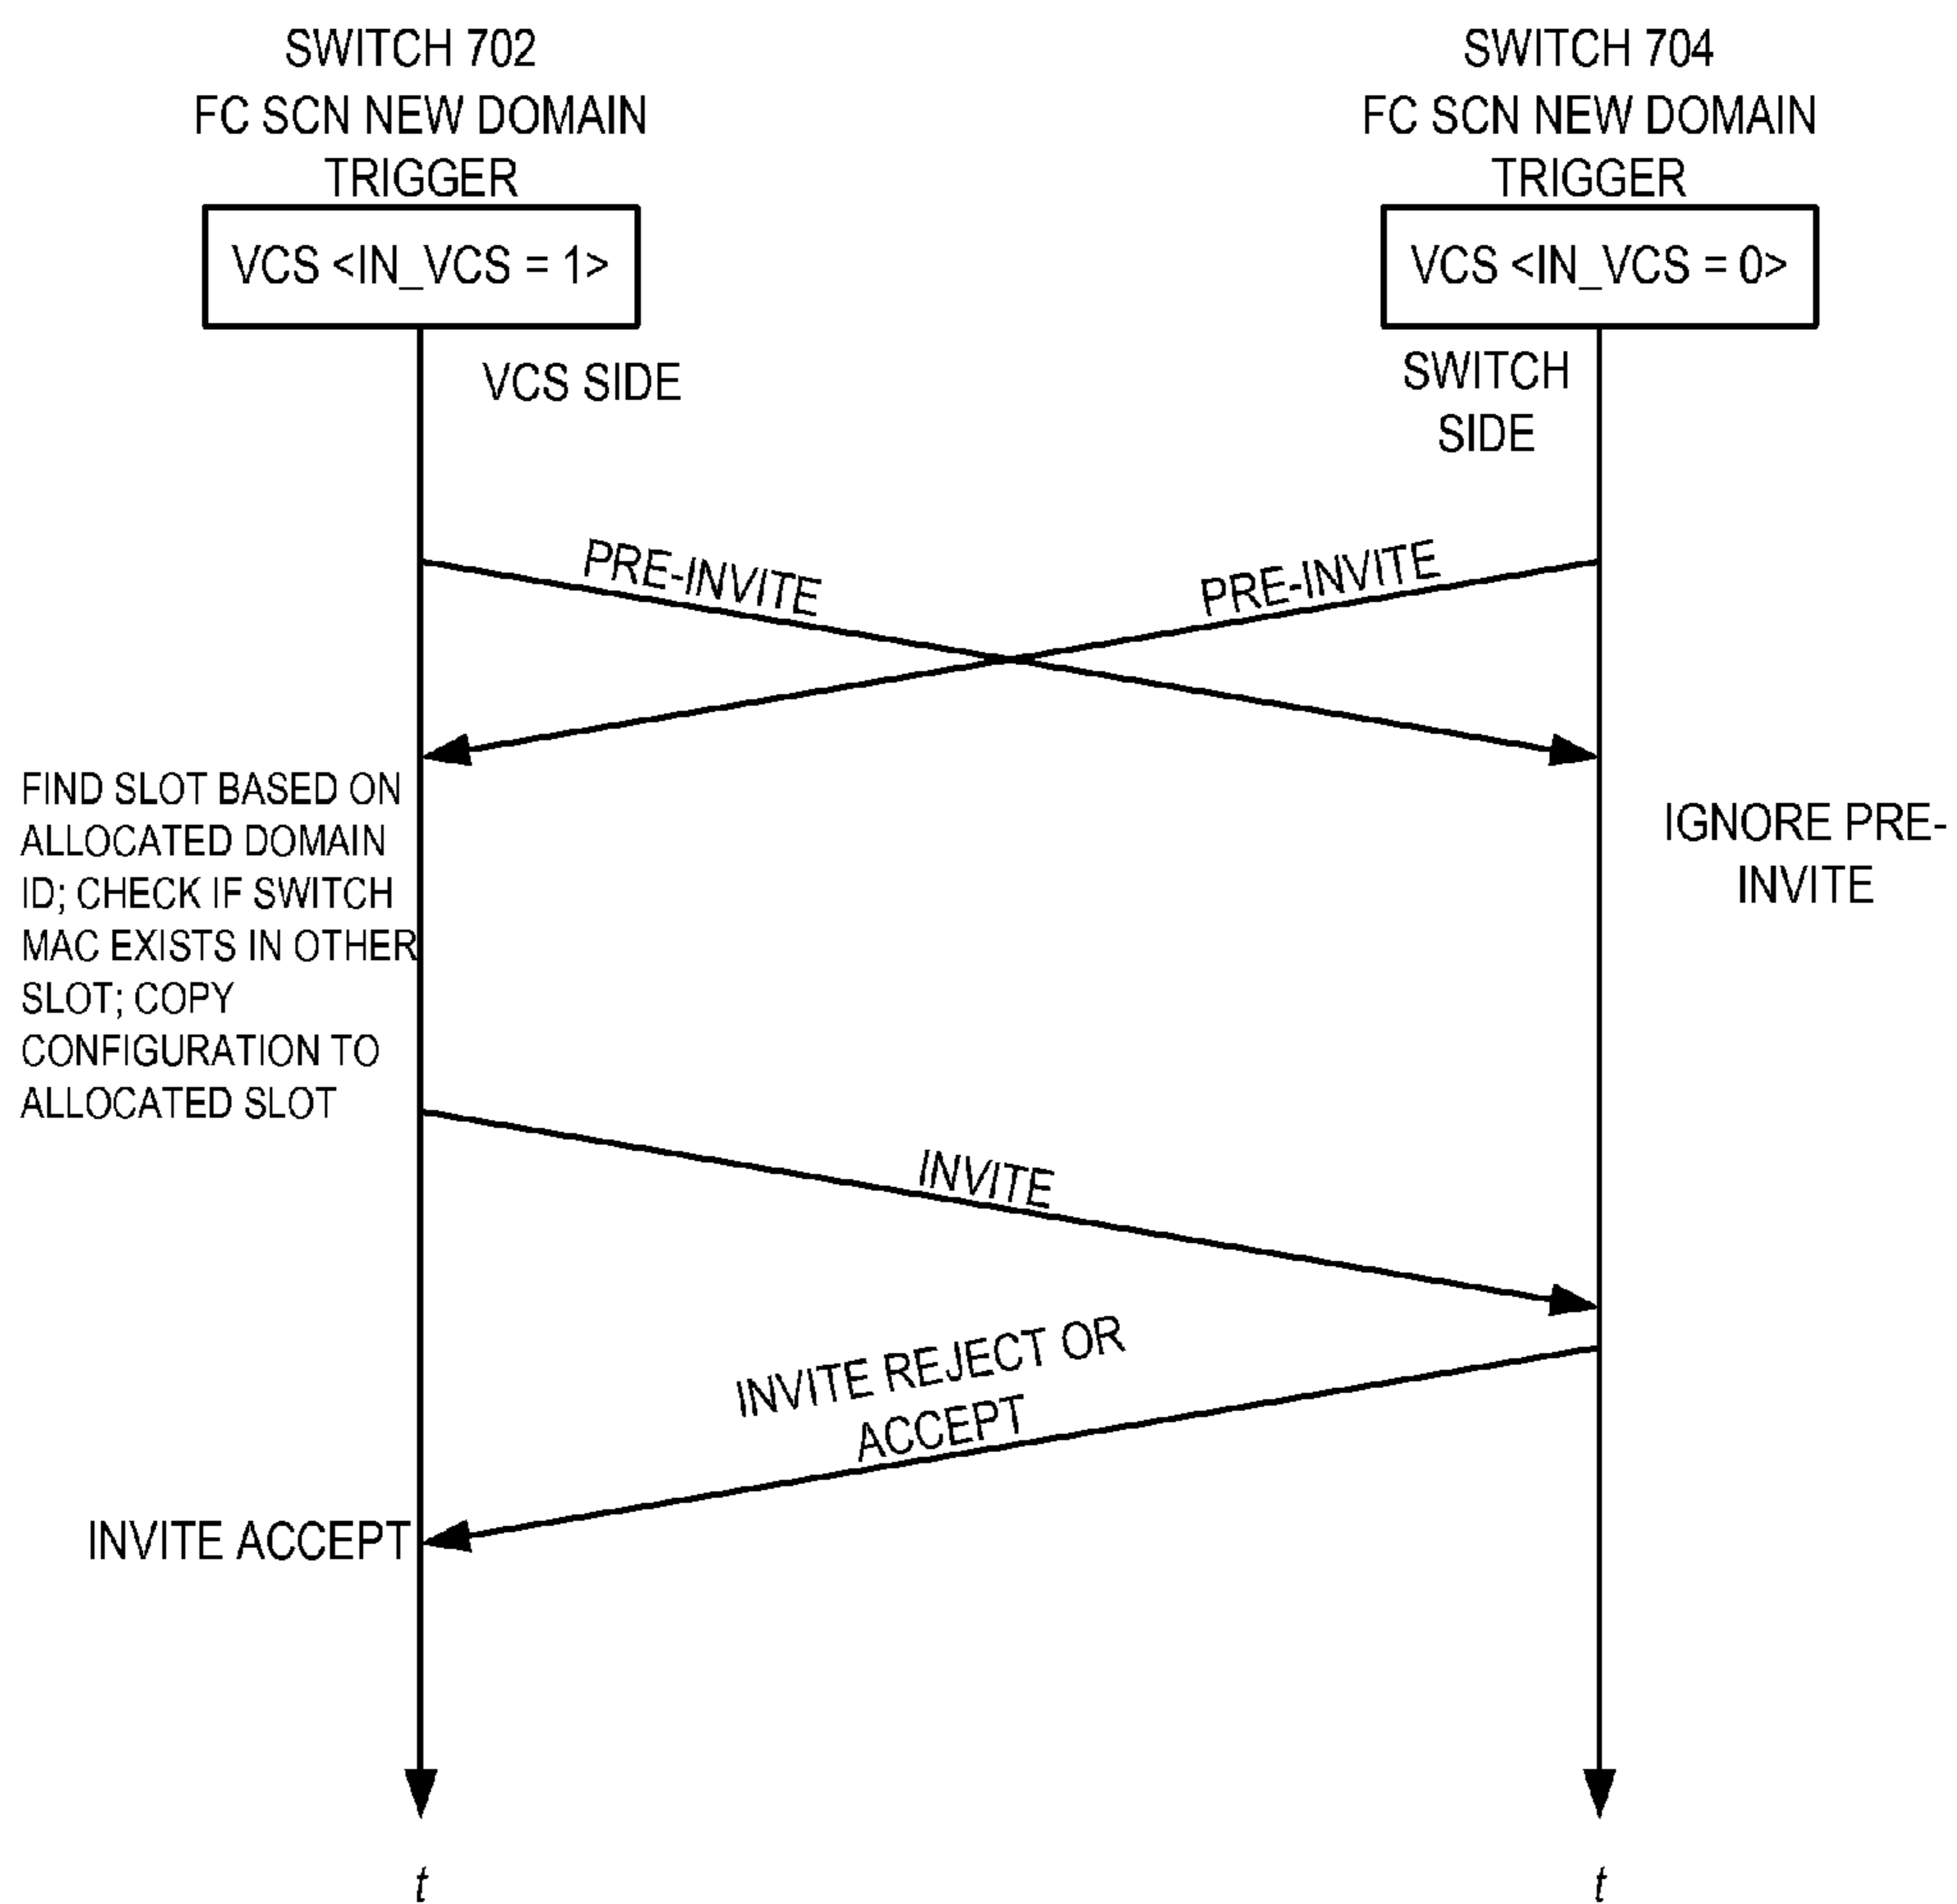 SWITCH 702
FC SCN NEW DOMAIN
TRIGGER
VCS <IN_VCS = 1>
VCS SIDE
SWITCH 704
FC SCN NEW DOMAIN
TRIGGER
VCS <IN_VCS = 0>
SWITCH
SIDE
PRE-INVITE
PRE-INVITE
FIND SLOT BASED ON
ALLOCATED DOMAIN
ID; CHECK IF SWITCH
MAC EXISTS IN OTHER
SLOT; COPY
CONFIGURATION TO
ALLOCATED SLOT
IGNORE PRE-
INVITE
INVITE
INVITE REJECT OR
ACCEPT
INVITE ACCEPT
t
t